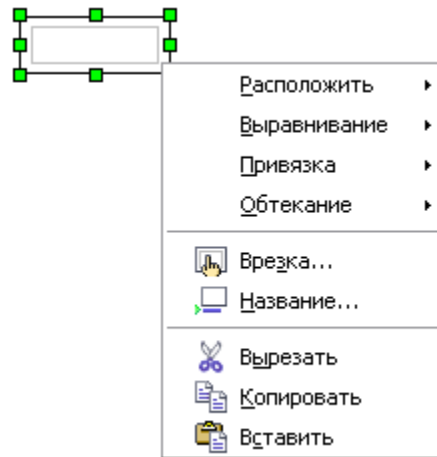 Расположить
Выравнивание
Привязка
Обтекание
Врезка...
Название...
Вырезать
Копировать
Вставить